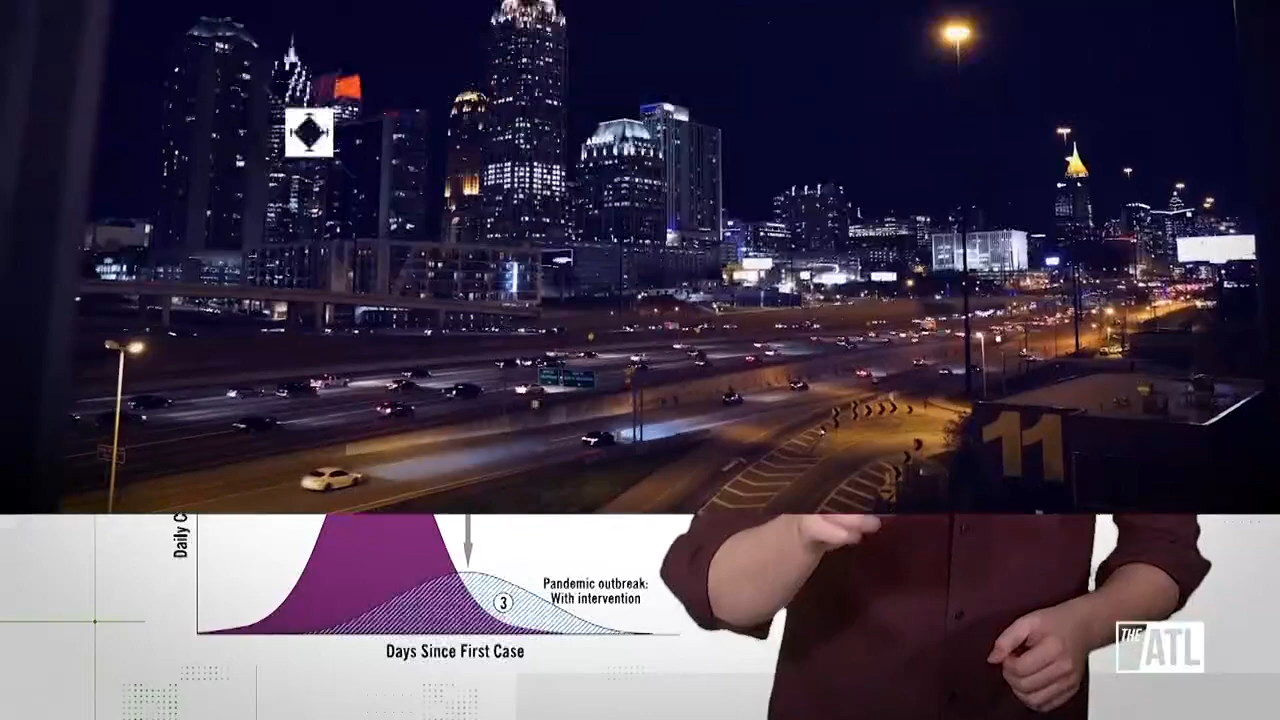 11
Daily C
Pandemic outbreak:
With intervention
3
Days Since First Case
THE
ATL